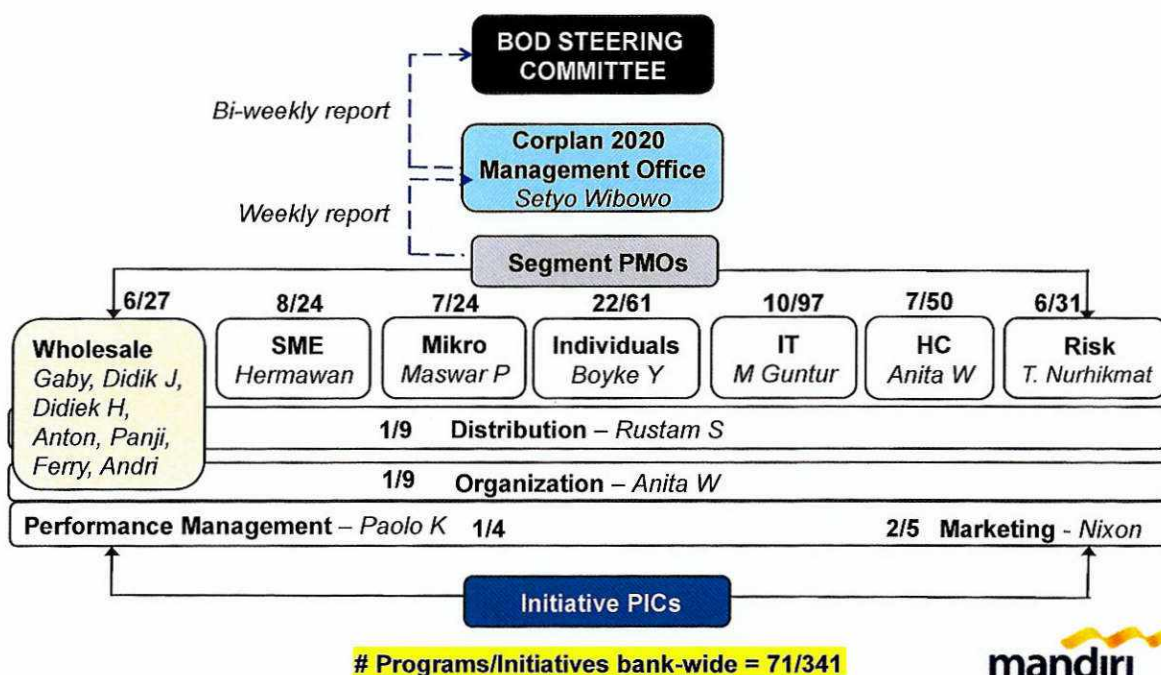 BOD STEERING
COMMITTEE
Bi-weekly report
Corplan 2020
Management Office
Setyo Wibowo
Weekly report
Segment PMOs
6/27
8/24
7/24
22/61
10/97
7/50
6/31
Wholesale
Gaby, Didik J,
Didiek H,
Anton, Panji,
Ferry, Andri
SME
Hermawan
Mikro
Maswar P
Individuals
Boyke Y
IT
M Guntur
HC
Anita W
Risk
T. Nurhikmat
1/9 Distribution – Rustam S
1/9 Organization – Anita W
Performance Management – Paolo K 1/4
2/5 Marketing - Nixon
Initiative PICs
# Programs/Initiatives bank-wide = 71/341
mandiri